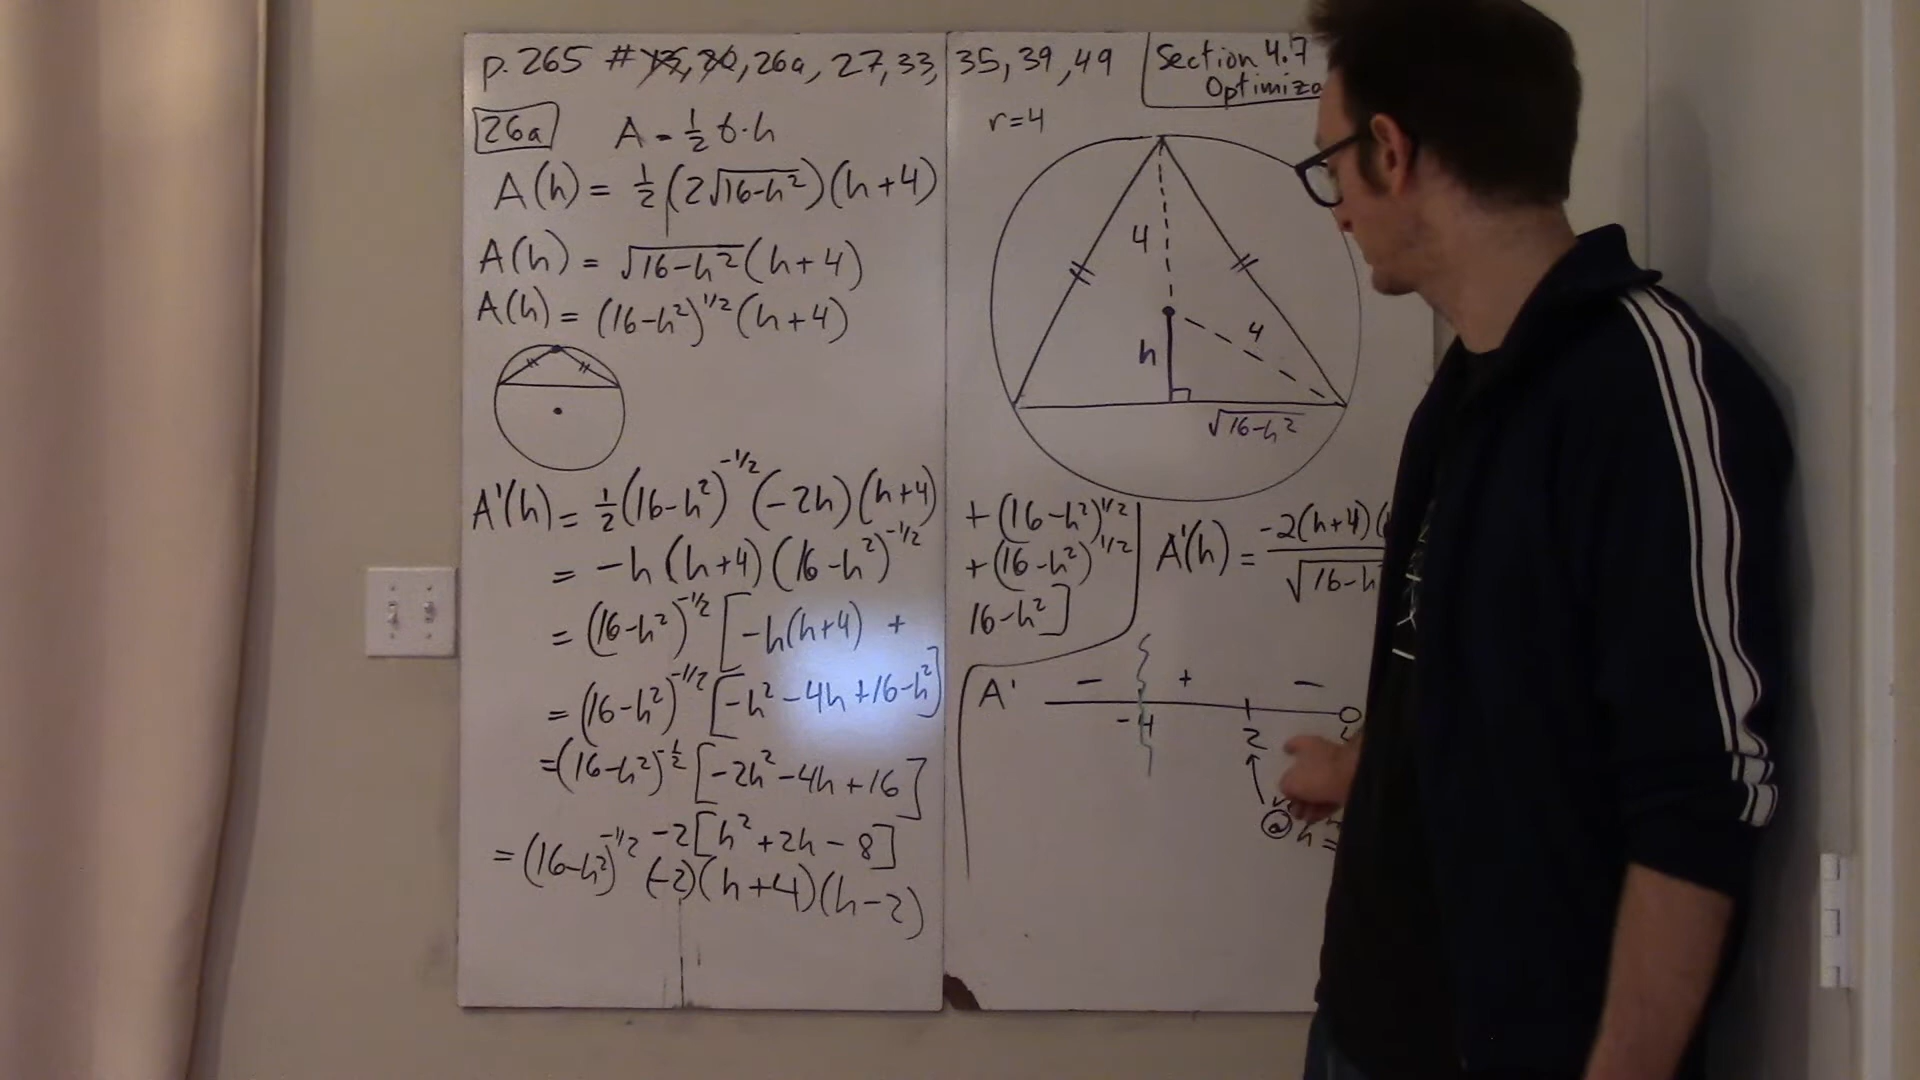 p. 265 # 13, 20, 26a, 27, 33, 35, 39, 49
Section 4.7
Optimiza
26a A = ½ b·h
A(h) = ½(2√16-h²)(h+4)
A(h) = √16-h²(h+4)
A(h) = (16-h²)^1/2 (h+4)
r=4
4
4
h
√16-h²
A'(h) = ½(16-h²)^-1/2 (-2h)(h+4) + (16-h²)^1/2
= -h(h+4)(16-h²)^-1/2 + (16-h²)^1/2
= (16-h²)^-1/2 [-h(h+4) + 16-h²]
= (16-h²)^-1/2 [-h²-4h+16-h²]
= (16-h²)^-½ [-2h²-4h+16]
= (16-h²)^-1/2 -2[h²+2h-8]
(-2)(h+4)(h-2)
A'(h) = -2(h+4)(
√16-h
A' - + -
-4 2
@ h =